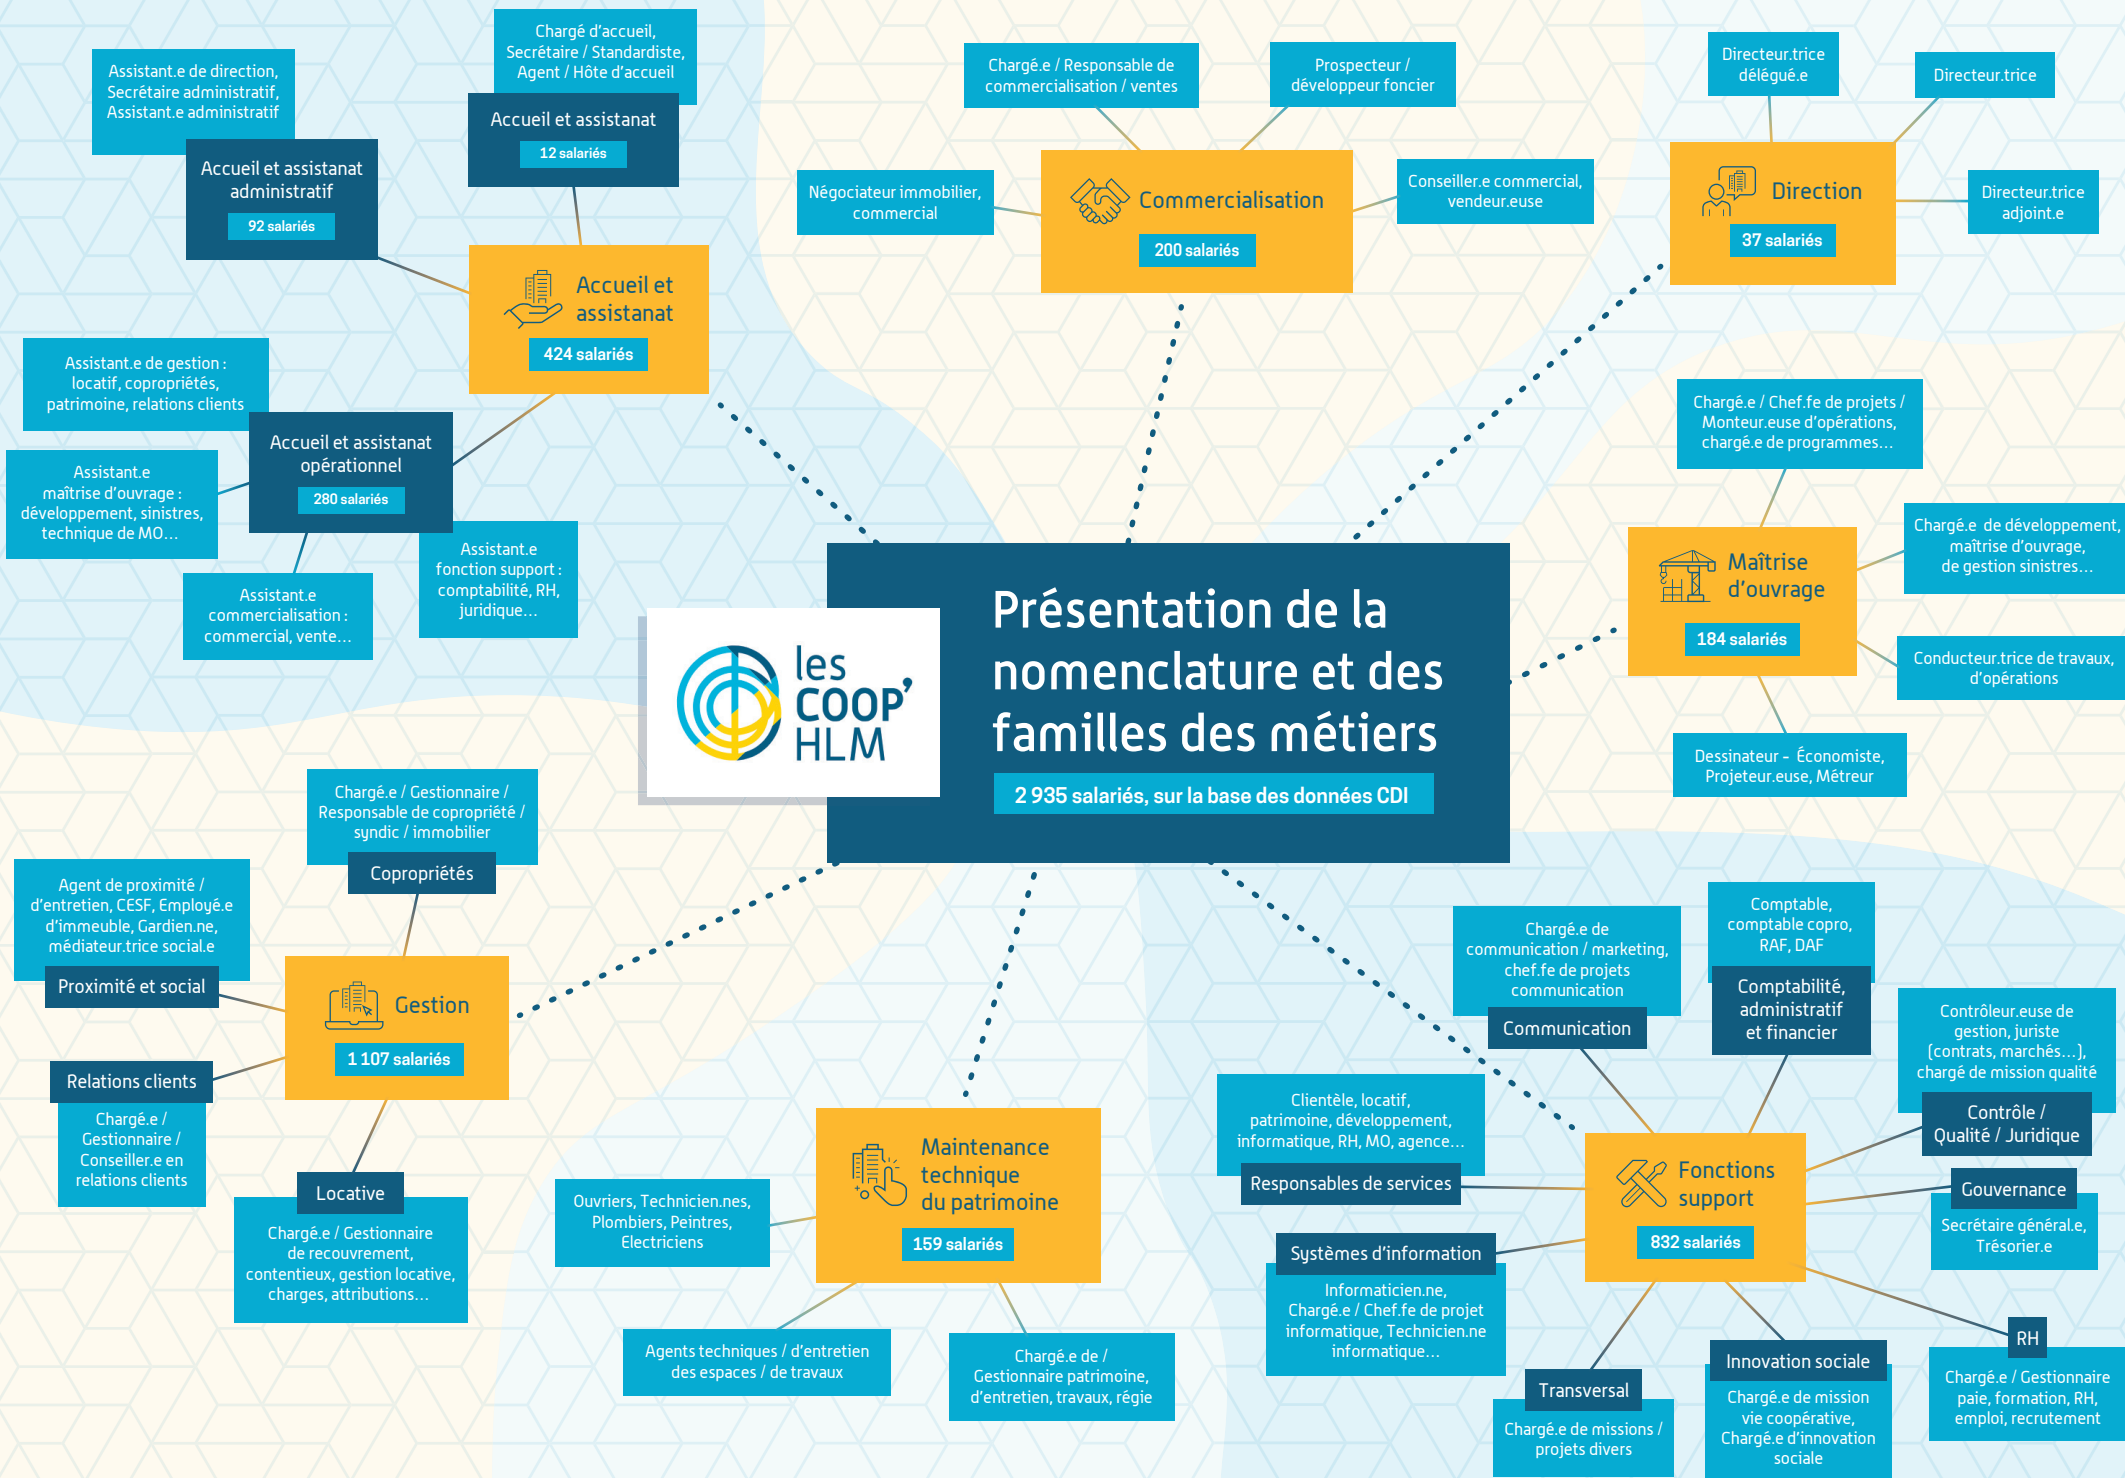 Chargé d'accueil,
Secrétaire / Standardiste,
Agent / Hôte d'accueil
Accueil et assistanat
12 salariés
Assistant.e de direction,
Secrétaire administratif,
Assistant.e administratif
Accueil et assistanat
administratif
92 salariés
Accueil et
assistanat
424 salariés
Assistant.e de gestion :
locatif, copropriétés,
patrimoine, relations clients
Accueil et assistanat
opérationnel
280 salariés
Assistant.e
maîtrise d'ouvrage :
développement, sinistres,
technique de MO...
Assistant.e
commercialisation :
commercial, vente...
Assistant.e
fonction support :
comptabilité, RH,
juridique...
Chargé.e / Responsable de
commercialisation / ventes
Prospecteur /
développeur foncier
Négociateur immobilier,
commercial
Commercialisation
200 salariés
Conseiller.e commercial,
vendeur.euse
Directeur.trice
délégué.e
Directeur.trice
Direction
37 salariés
Directeur.trice
adjoint.e
Chargé.e / Chef.fe de projets /
Monteur.euse d'opérations,
chargé.e de programmes...
Maîtrise
d'ouvrage
184 salariés
Chargé.e de développement,
maîtrise d'ouvrage,
de gestion sinistres...
Conducteur.trice de travaux,
d'opérations
Dessinateur - Économiste,
Projeteur.euse, Métreur
les
COOP'
HLM
Présentation de la
nomenclature et des
familles des métiers
2 935 salariés, sur la base des données CDI
Chargé.e / Gestionnaire /
Responsable de copropriété /
syndic / immobilier
Copropriétés
Agent de proximité /
d'entretien, CESF, Employé.e
d'immeuble, Gardien.ne,
médiateur.trice social.e
Proximité et social
Gestion
1 107 salariés
Relations clients
Chargé.e /
Gestionnaire /
Conseiller.e en
relations clients
Locative
Chargé.e / Gestionnaire
de recouvrement,
contentieux, gestion locative,
charges, attributions...
Maintenance
technique
du patrimoine
159 salariés
Ouvriers, Technicien.nes,
Plombiers, Peintres,
Electriciens
Agents techniques / d'entretien
des espaces / de travaux
Chargé.e de /
Gestionnaire patrimoine,
d'entretien, travaux, régie
Chargé.e de
communication / marketing,
chef.fe de projets
communication
Communication
Comptable,
comptable copro,
RAF, DAF
Comptabilité,
administratif
et financier
Contrôleur.euse de
gestion, juriste
(contrats, marchés...),
chargé de mission qualité
Contrôle /
Qualité / Juridique
Clientèle, locatif,
patrimoine, développement,
informatique, RH, MO, agence...
Responsables de services
Fonctions
support
832 salariés
Gouvernance
Secrétaire général.e,
Trésorier.e
Systèmes d'information
Informaticien.ne,
Chargé.e / Chef.fe de projet
informatique, Technicien.ne
informatique...
Transversal
Chargé.e de missions /
projets divers
Innovation sociale
Chargé.e de mission
vie coopérative,
Chargé.e d'innovation
sociale
RH
Chargé.e / Gestionnaire
paie, formation, RH,
emploi, recrutement